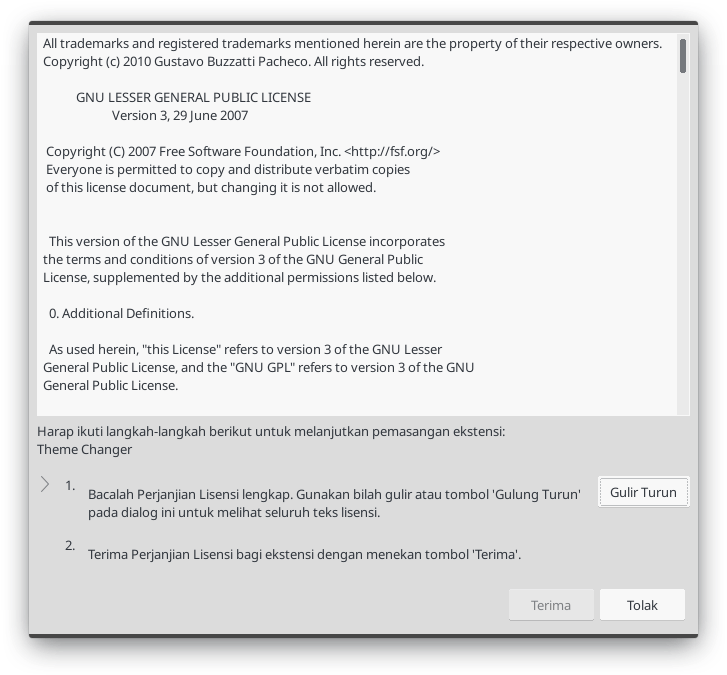 All trademarks and registered trademarks mentioned herein are the property of their respective owners.
Copyright (c) 2010 Gustavo Buzzatti Pacheco. All rights reserved.
GNU LESSER GENERAL PUBLIC LICENSE
Version 3, 29 June 2007
Copyright (C) 2007 Free Software Foundation, Inc. <http://fsf.org/>
Everyone is permitted to copy and distribute verbatim copies
of this license document, but changing it is not allowed.
This version of the GNU Lesser General Public License incorporates
the terms and conditions of version 3 of the GNU General Public
License, supplemented by the additional permissions listed below.
0. Additional Definitions.
As used herein, "this License" refers to version 3 of the GNU Lesser
General Public License, and the "GNU GPL" refers to version 3 of the GNU
General Public License.
Harap ikuti langkah-langkah berikut untuk melanjutkan pemasangan ekstensi:
Theme Changer
1. Bacalah Perjanjian Lisensi lengkap. Gunakan bilah gulir atau tombol 'Gulung Turun'
pada dialog ini untuk melihat seluruh teks lisensi.
Gulir Turun
2. Terima Perjanjian Lisensi bagi ekstensi dengan menekan tombol 'Terima'.
Terima Tolak